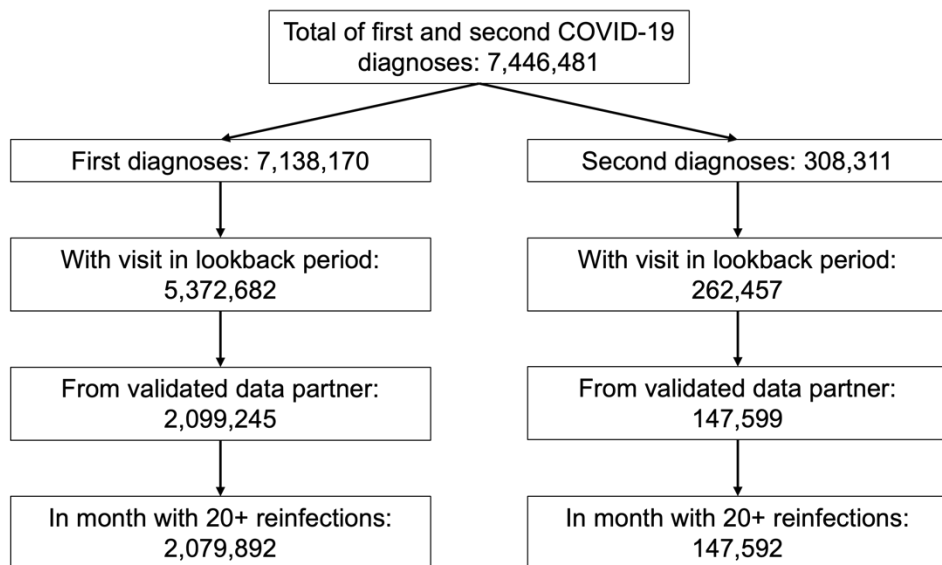 Total of first and second COVID-19
diagnoses: 7,446,481
First diagnoses: 7,138,170
Second diagnoses: 308,311
With visit in lookback period:
5,372,682
With visit in lookback period:
262,457
From validated data partner:
2,099,245
From validated data partner:
147,599
In month with 20+ reinfections:
2,079,892
In month with 20+ reinfections:
147,592